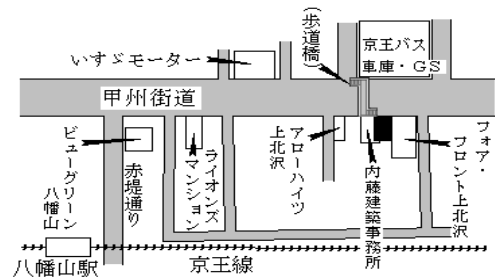 いすゞモーター
(歩道橋)
京王バス
車庫・GS
甲州街道
ビューグリーン
八幡山
赤堤通り
ライオンズ
マンション
アローハイツ
上北沢
内藤建築事務所
フォア・
フロント上北沢
八幡山駅
京王線